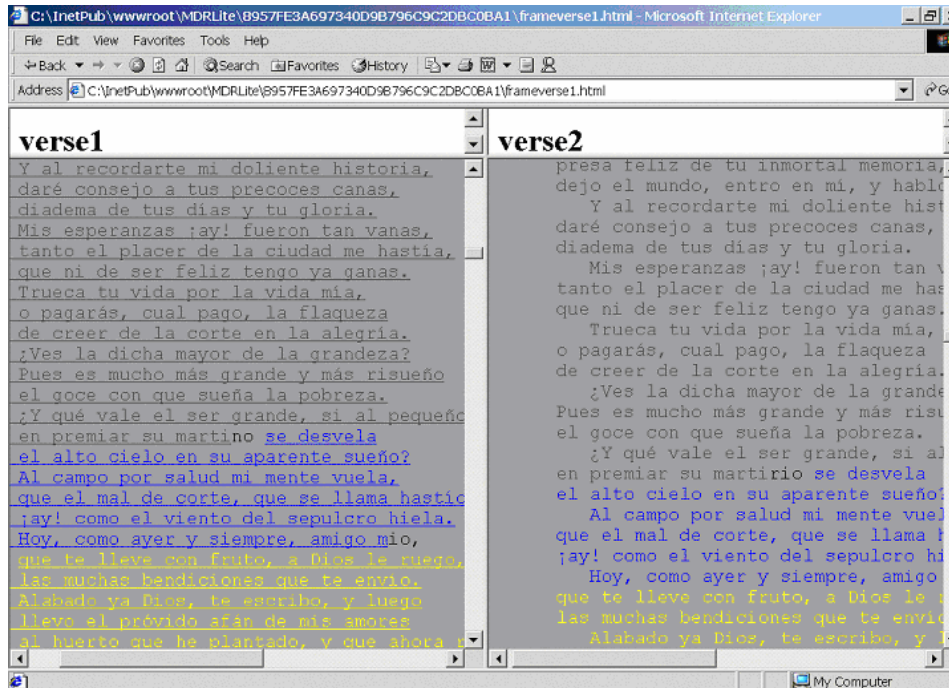 C:\InetPub\wwwroot\MDRLite\8957FE3A697340D9B796C9C2DBC0BA1\frameverse1.html - Microsoft Internet Explorer
File Edit View Favorites Tools Help
Back Search Favorites History
Address C:\InetPub\wwwroot\MDRLite\8957FE3A697340D9B796C9C2DBC0BA1\frameverse1.html Go
verse1
Y al recordarte mi doliente historia,
daré consejo a tus precoces canas,
diadema de tus días y tu gloria.
Mis esperanzas ¡ay! fueron tan vanas,
tanto el placer de la ciudad me hastía,
que ni de ser feliz tengo ya ganas.
Trueca tu vida por la vida mía,
o pagarás, cual pago, la flaqueza
de creer de la corte en la alegría.
¿Ves la dicha mayor de la grandeza?
Pues es mucho más grande y más risueño
el goce con que sueña la pobreza.
¿Y qué vale el ser grande, si al pequeño
en premiar su martino se desvela
el alto cielo en su aparente sueño?
Al campo por salud mi mente vuela,
que el mal de corte, que se llama hastío
¡ay! como el viento del sepulcro hiela.
Hoy, como ayer y siempre, amigo mio,
que te lleve con fruto, a Dios le ruego,
las muchas bendiciones que te envio.
Alabado ya Dios, te escribo, y luego
llevo el próvido afán de mis amores
al huerto que he plantado, y que ahora
verse2
presa feliz de tu inmortal memoria,
dejo el mundo, entro en mí, y hablo
Y al recordarte mi doliente hist
daré consejo a tus precoces canas,
diadema de tus días y tu gloria.
Mis esperanzas ¡ay! fueron tan v
tanto el placer de la ciudad me has
que ni de ser feliz tengo ya ganas.
Trueca tu vida por la vida mía,
o pagarás, cual pago, la flaqueza
de creer de la corte en la alegría.
¿Ves la dicha mayor de la grande
Pues es mucho más grande y más risu
el goce con que sueña la pobreza.
¿Y qué vale el ser grande, si al
en premiar su martirio se desvela
el alto cielo en su aparente sueño?
Al campo por salud mi mente vuel
que el mal de corte, que se llama h
¡ay! como el viento del sepulcro hi
Hoy, como ayer y siempre, amigo
que te lleve con fruto, a Dios le r
las muchas bendiciones que te envío
Alabado ya Dios, te escribo, y l
My Computer